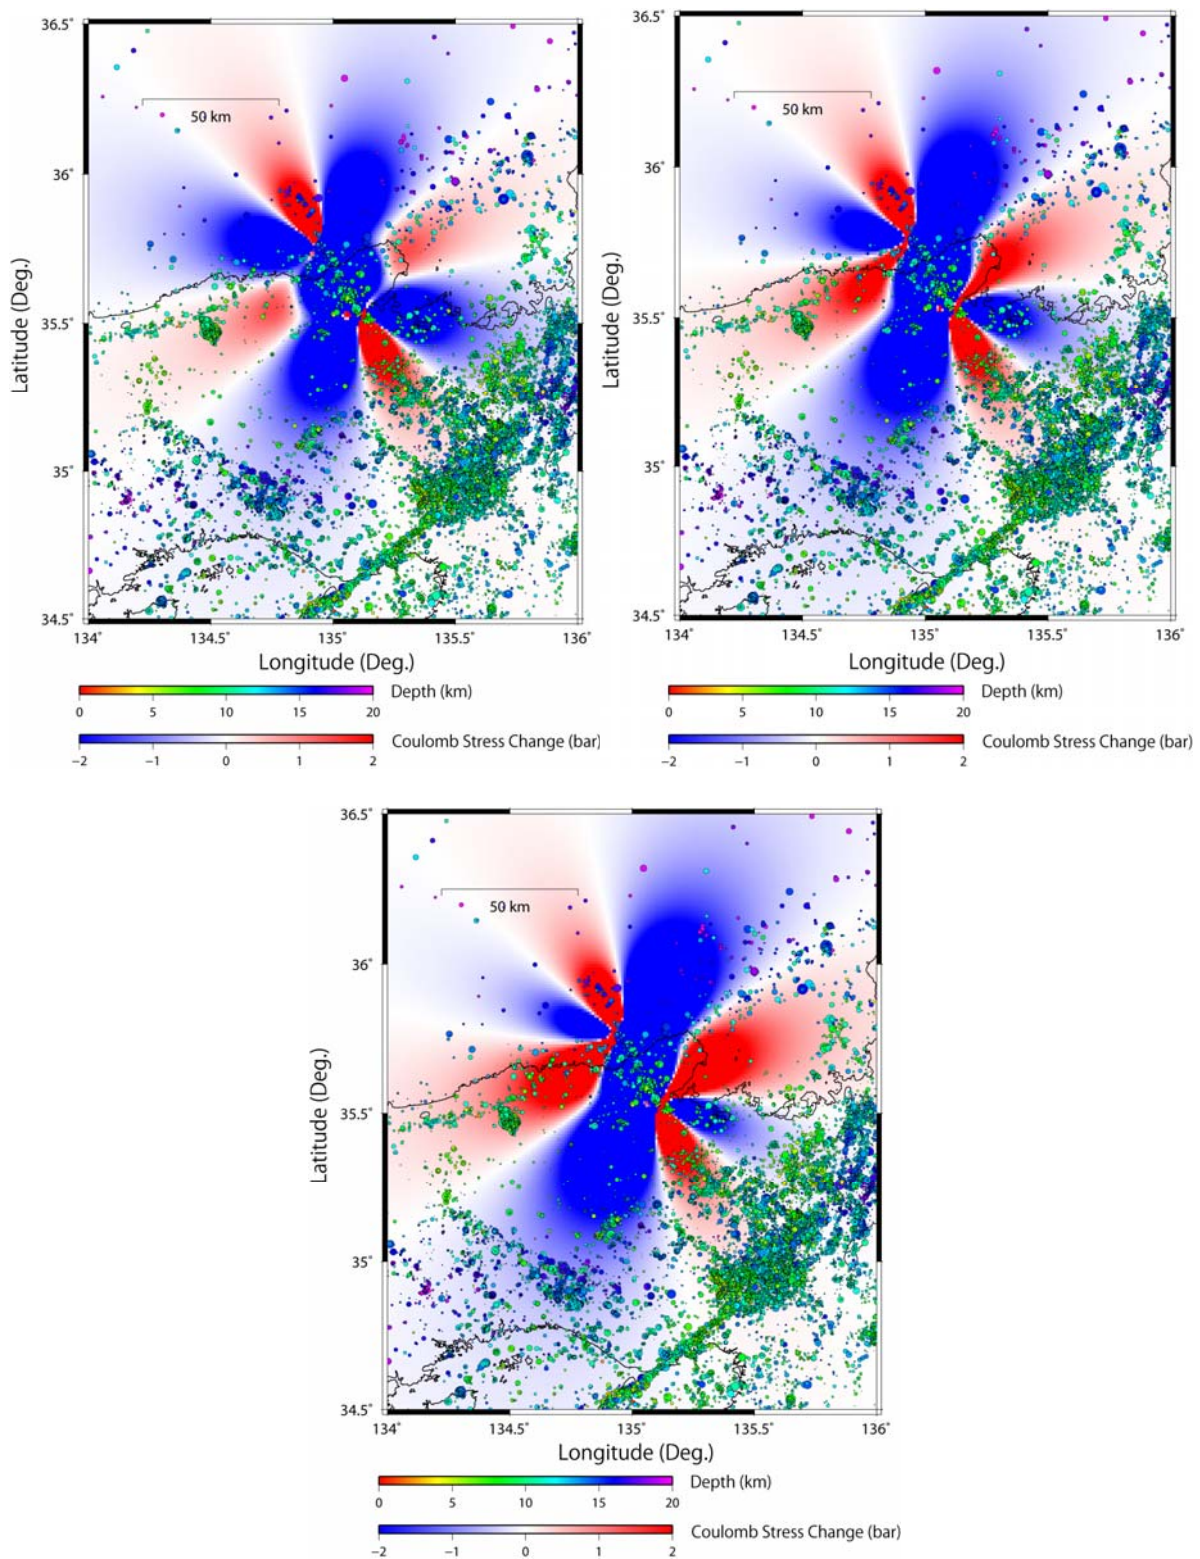 36.5˚
50 km
36˚
Latitude (Deg.)
35.5˚
35˚
34.5˚
134˚ 134.5˚ 135˚ 135.5˚ 136˚
Longitude (Deg.)
Depth (km)
0 5 10 15 20
Coulomb Stress Change (bar)
−2 −1 0 1 2
36.5˚
50 km
36˚
Latitude (Deg.)
35.5˚
35˚
34.5˚
134˚ 134.5˚ 135˚ 135.5˚ 136˚
Longitude (Deg.)
Depth (km)
0 5 10 15 20
Coulomb Stress Change (bar)
−2 −1 0 1 2
36.5˚
50 km
36˚
Latitude (Deg.)
35.5˚
35˚
34.5˚
134˚ 134.5˚ 135˚ 135.5˚ 136˚
Longitude (Deg.)
Depth (km)
0 5 10 15 20
Coulomb Stress Change (bar)
−2 −1 0 1 2